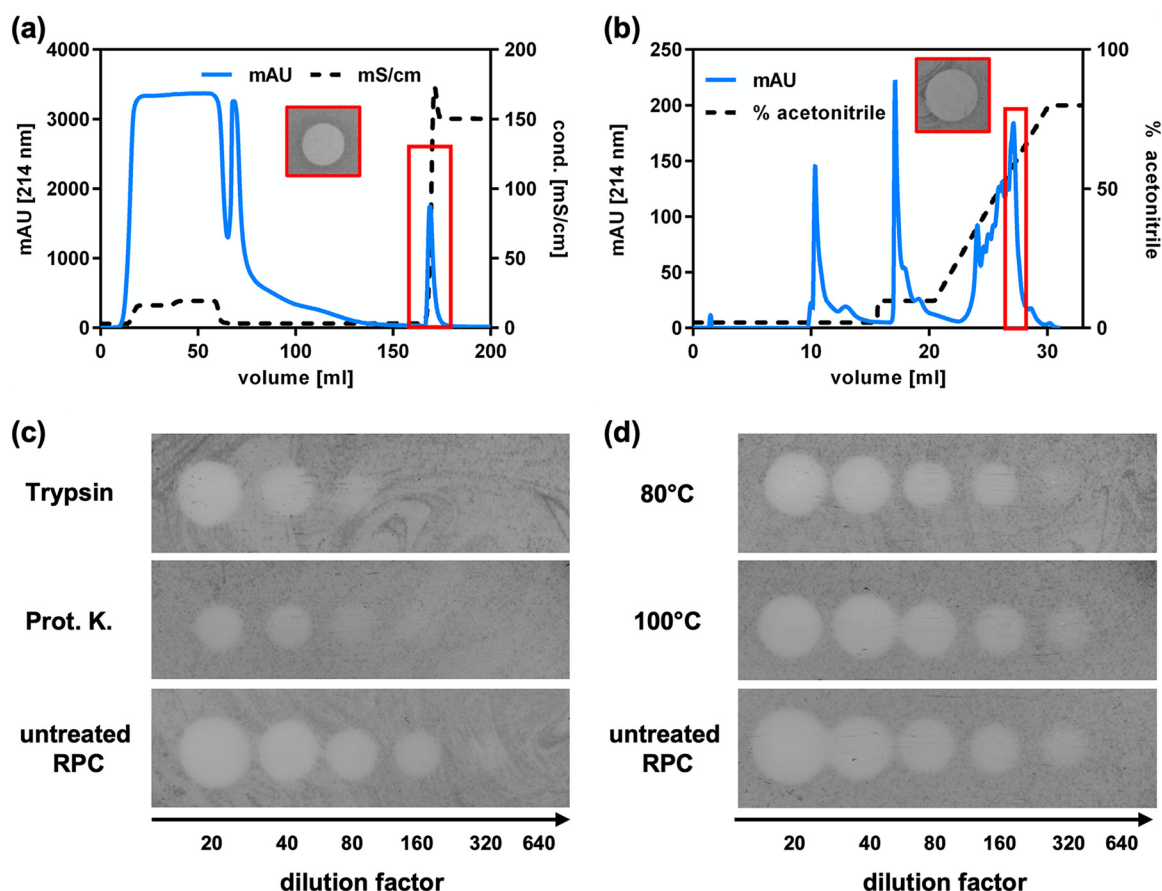 (a)
4000
3500
3000
2000
1000
0
mAU [214 nm]
mAU
mS/cm
200
150
100
50
0
cond. [mS/cm]
0
50
100
150
200
volume [ml]
(b)
250
200
150
100
50
0
mAU [214 nm]
mAU
% acetonitrile
100
50
0
% acetonitrile
0
10
20
30
volume [ml]
(c)
Trypsin
Prot. K.
untreated
RPC
20 40 80 160 320 640
dilution factor
(d)
80°C
100°C
untreated
RPC
20 40 80 160 320 640
dilution factor